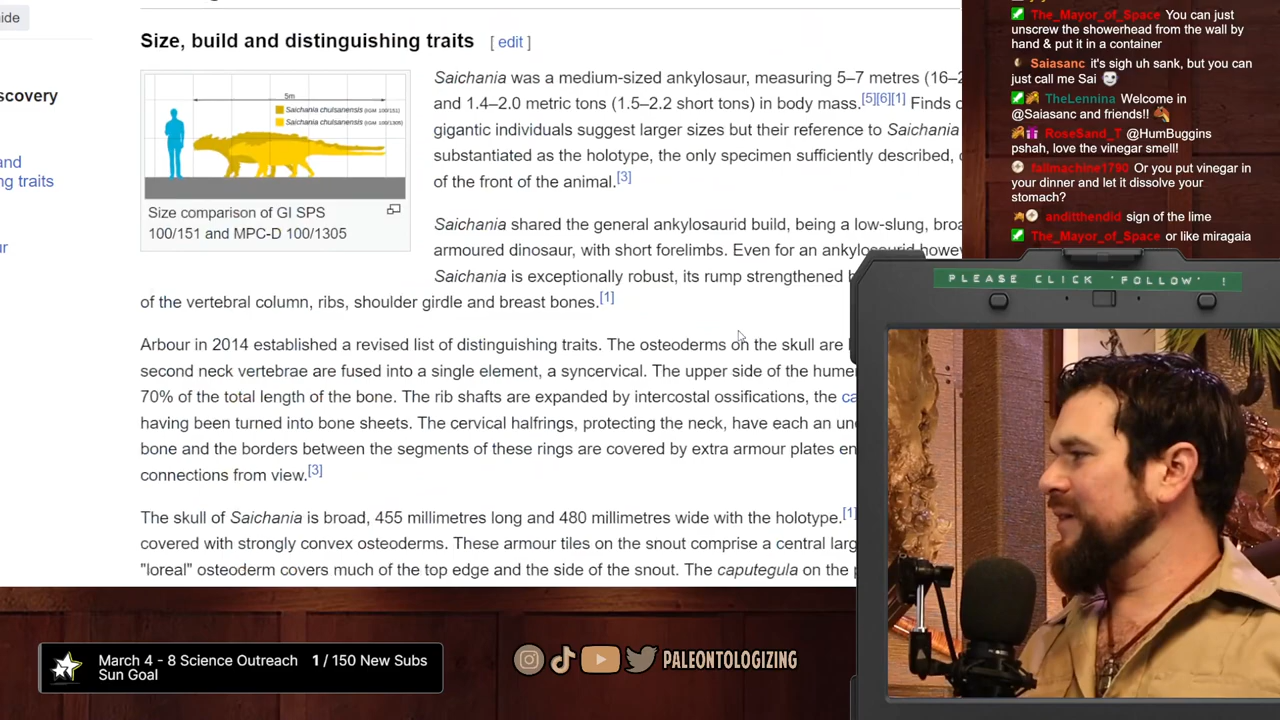 ide
scovery
and
ng traits
ur
Size, build and distinguishing traits [ edit ]
5m
Saichania chulsanensis (IGM 100/151)
Saichania chulsanensis (IGM 100/1305)
Size comparison of GI SPS
100/151 and MPC-D 100/1305
Saichania was a medium-sized ankylosaur, measuring 5–7 metres (16–2
and 1.4–2.0 metric tons (1.5–2.2 short tons) in body mass.[5][6][1] Finds o
gigantic individuals suggest larger sizes but their reference to Saichania
substantiated as the holotype, the only specimen sufficiently described,
of the front of the animal.[3]
Saichania shared the general ankylosaurid build, being a low-slung, broa
armoured dinosaur, with short forelimbs. Even for an ankylosaurid howev
Saichania is exceptionally robust, its rump strengthened
of the vertebral column, ribs, shoulder girdle and breast bones.[1]
Arbour in 2014 established a revised list of distinguishing traits. The osteoderms on the skull are
second neck vertebrae are fused into a single element, a syncervical. The upper side of the hume
70% of the total length of the bone. The rib shafts are expanded by intercostal ossifications, the ca
having been turned into bone sheets. The cervical halfrings, protecting the neck, have each an un
bone and the borders between the segments of these rings are covered by extra armour plates en
connections from view.[3]
The skull of Saichania is broad, 455 millimetres long and 480 millimetres wide with the holotype.[1]
covered with strongly convex osteoderms. These armour tiles on the snout comprise a central larg
"loreal" osteoderm covers much of the top edge and the side of the snout. The caputegula on the p
The_Mayor_of_Space You can just
unscrew the showerhead from the wall by
hand & put it in a container
Saiasanc it's sigh uh sank, but you can
just call me Sai
TheLennina Welcome in
@Saiasanc and friends!!
RoseSand_T @HumBuggins
pshah, love the vinegar smell!
failmachine1790 Or you put vinegar in
your dinner and let it dissolve your
stomach?
anditthendid sign of the lime
The_Mayor_of_Space or like miragaia
PLEASE CLICK 'FOLLOW' !
March 4 - 8 Science Outreach 1 / 150 New Subs
Sun Goal
PALEONTOLOGIZING